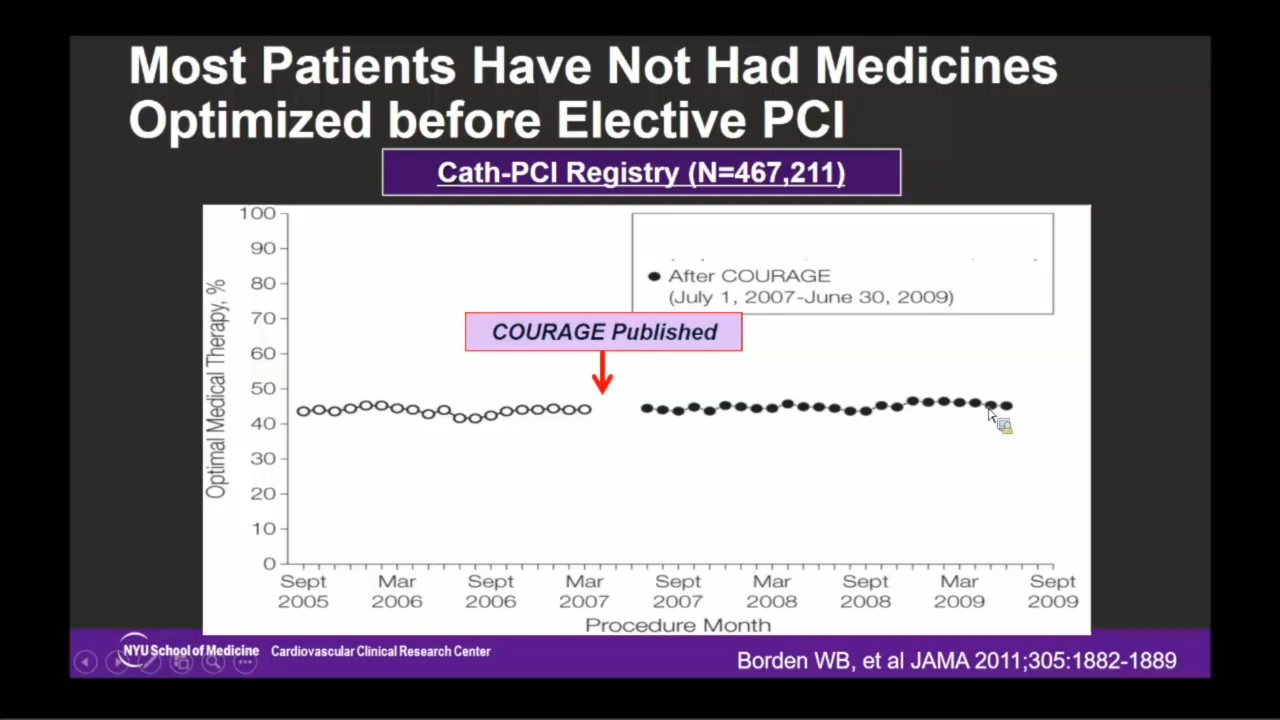 Most Patients Have Not Had Medicines
Optimized before Elective PCI
Cath-PCI Registry (N=467,211)
100
90
80
70
60
50
40
30
20
10
0
Optimal Medical Therapy, %
After COURAGE
(July 1, 2007-June 30, 2009)
COURAGE Published
Sept Mar Sept Mar Sept Mar Sept Mar Sept
2005 2006 2006 2007 2007 2008 2008 2009 2009
Procedure Month
NYU School of Medicine Cardiovascular Clinical Research Center
Borden WB, et al JAMA 2011;305:1882-1889